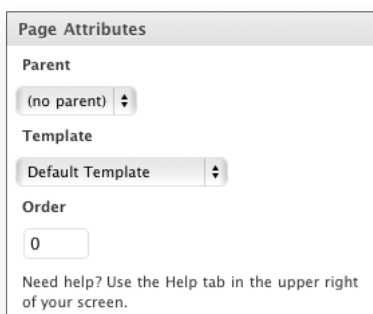 Page Attributes
Parent
(no parent)
Template
Default Template
Order
0
Need help? Use the Help tab in the upper right
of your screen.